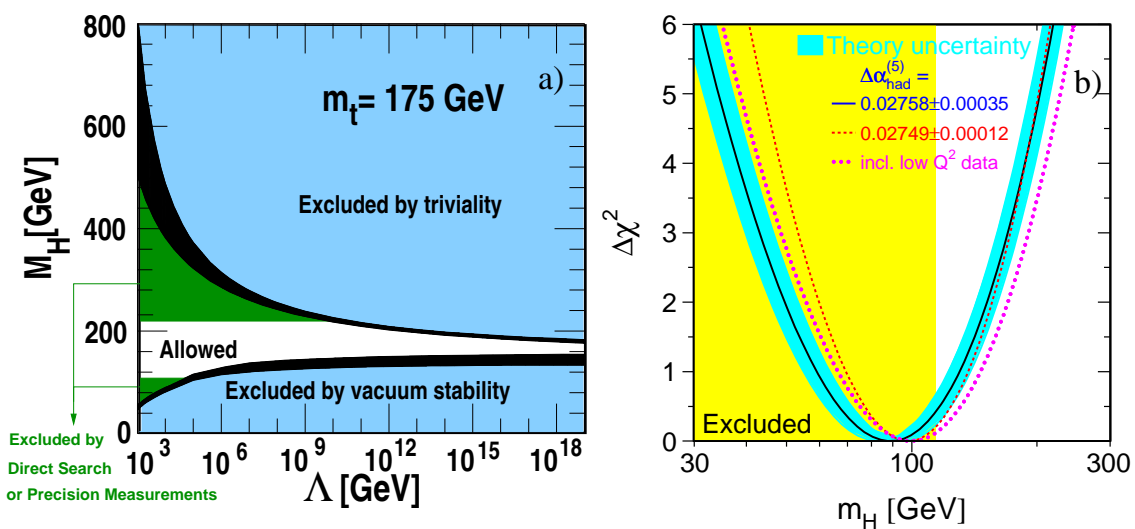 a)
m_t= 175 GeV
M_H[GeV]
800
600
400
200
0
Excluded by triviality
Allowed
Excluded by vacuum stability
Excluded by
Direct Search
or Precision Measurements
10^3 10^6 10^9 10^12 10^15 10^18
Λ [GeV]
b)
Δχ²
6
5
4
3
2
1
0
Theory uncertainty
Δα_had^(5) =
0.02758±0.00035
0.02749±0.00012
incl. low Q² data
Excluded
30 100 300
m_H [GeV]